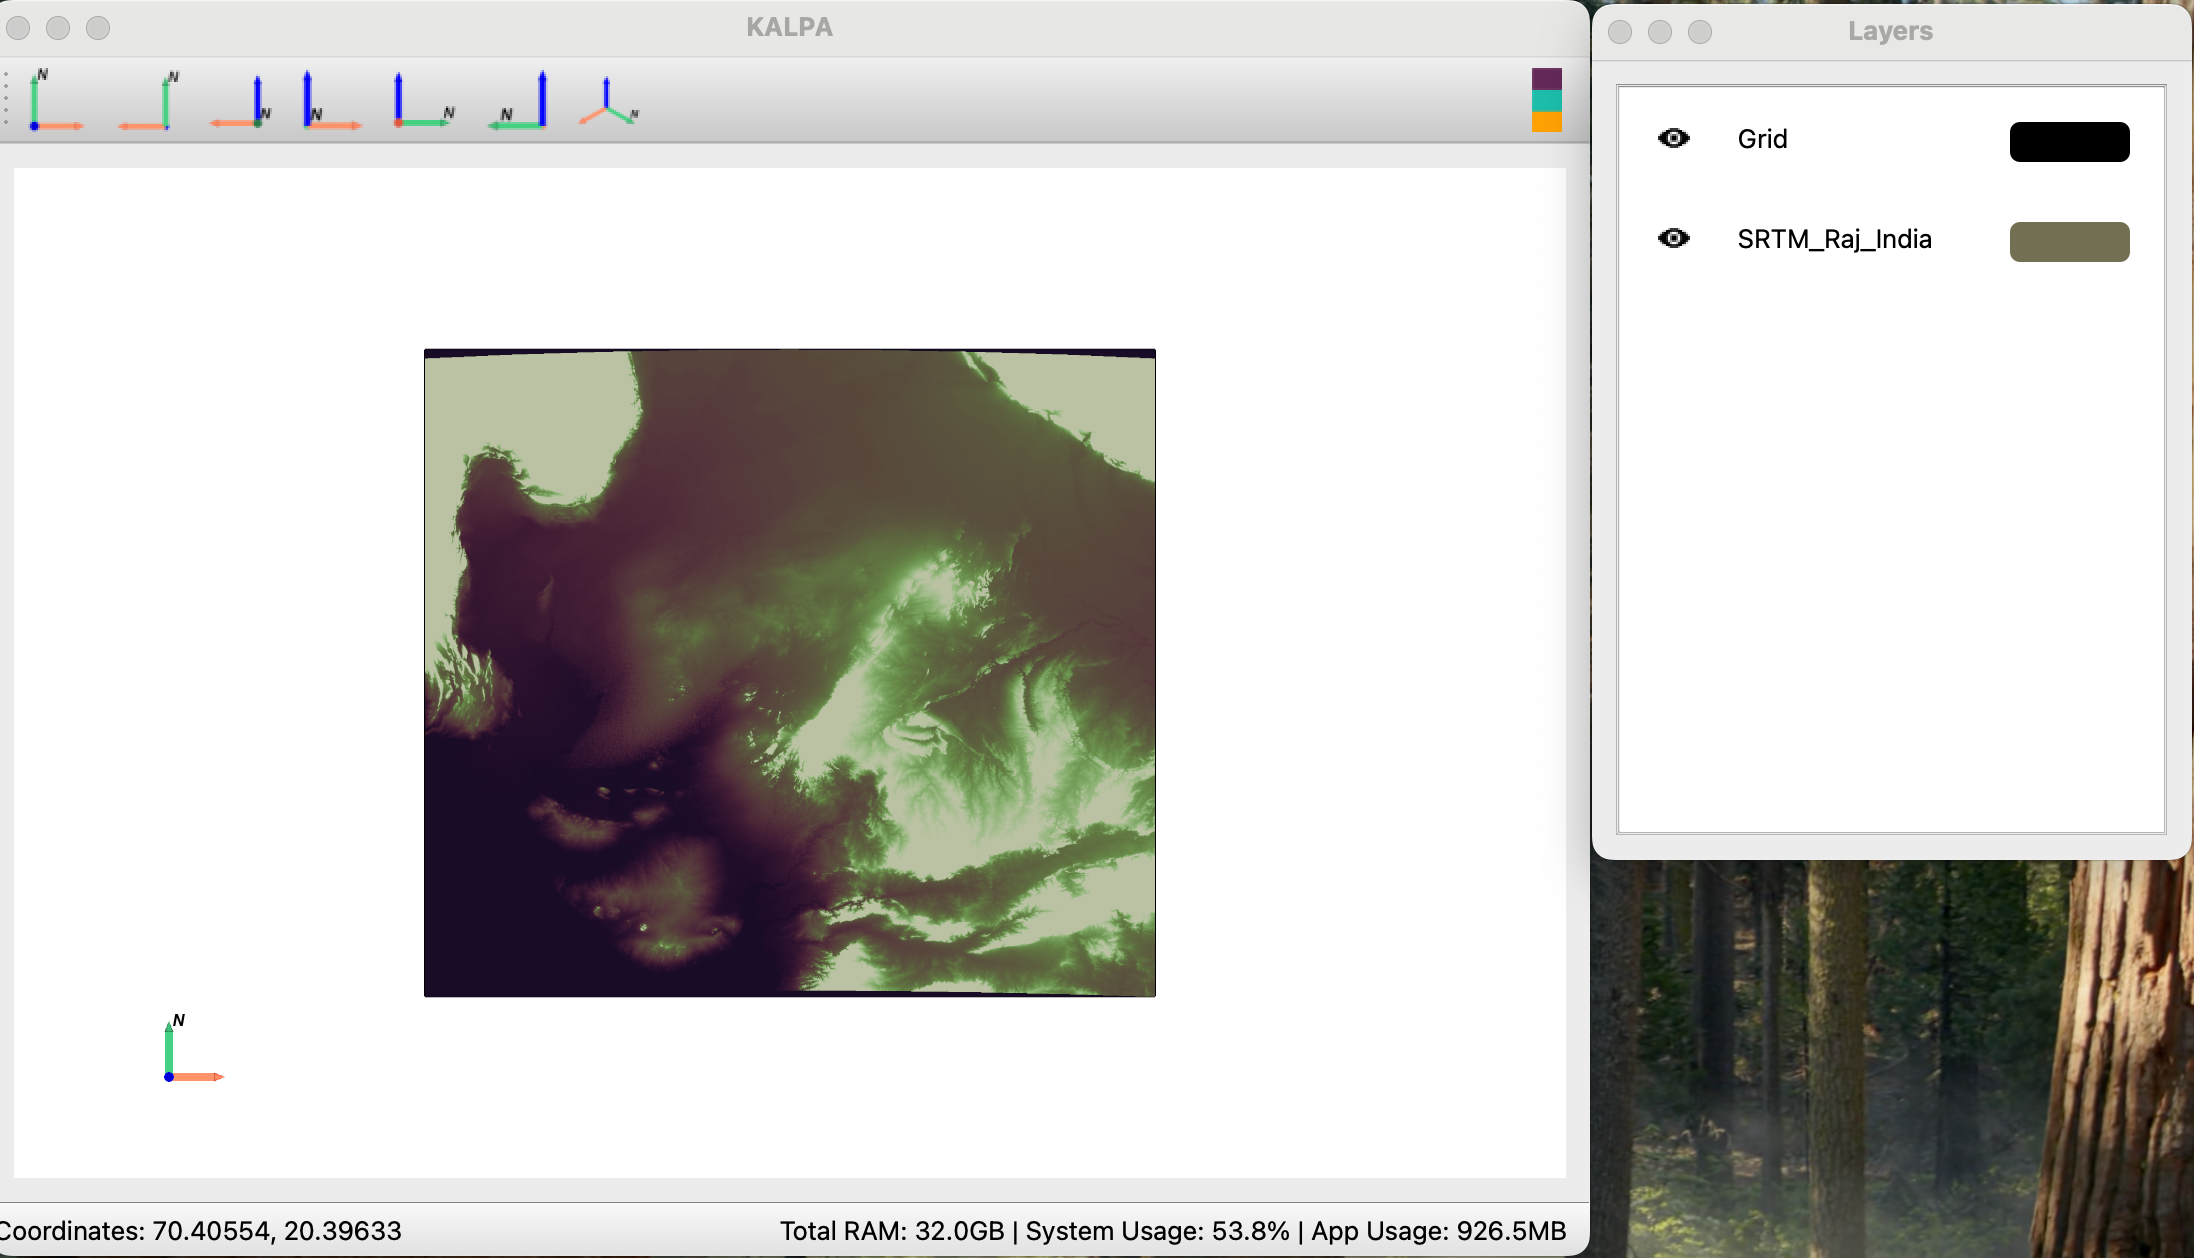 KALPA
N N N N N N N
Layers
Grid
SRTM_Raj_India
N
Coordinates: 70.40554, 20.39633
Total RAM: 32.0GB | System Usage: 53.8% | App Usage: 926.5MB